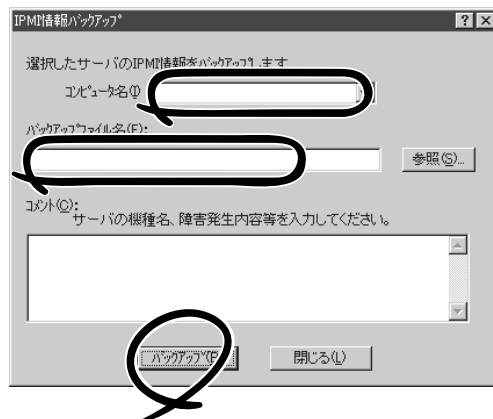 IPMI情報バックアップ
選択したサーバのIPMI情報をバックアップします
コンピュータ名(I)
バックアップファイル名(F):
参照(S)...
コメント(C):
サーバの機種名、障害発生内容等を入力してください。
バックアップ(P)
閉じる(L)